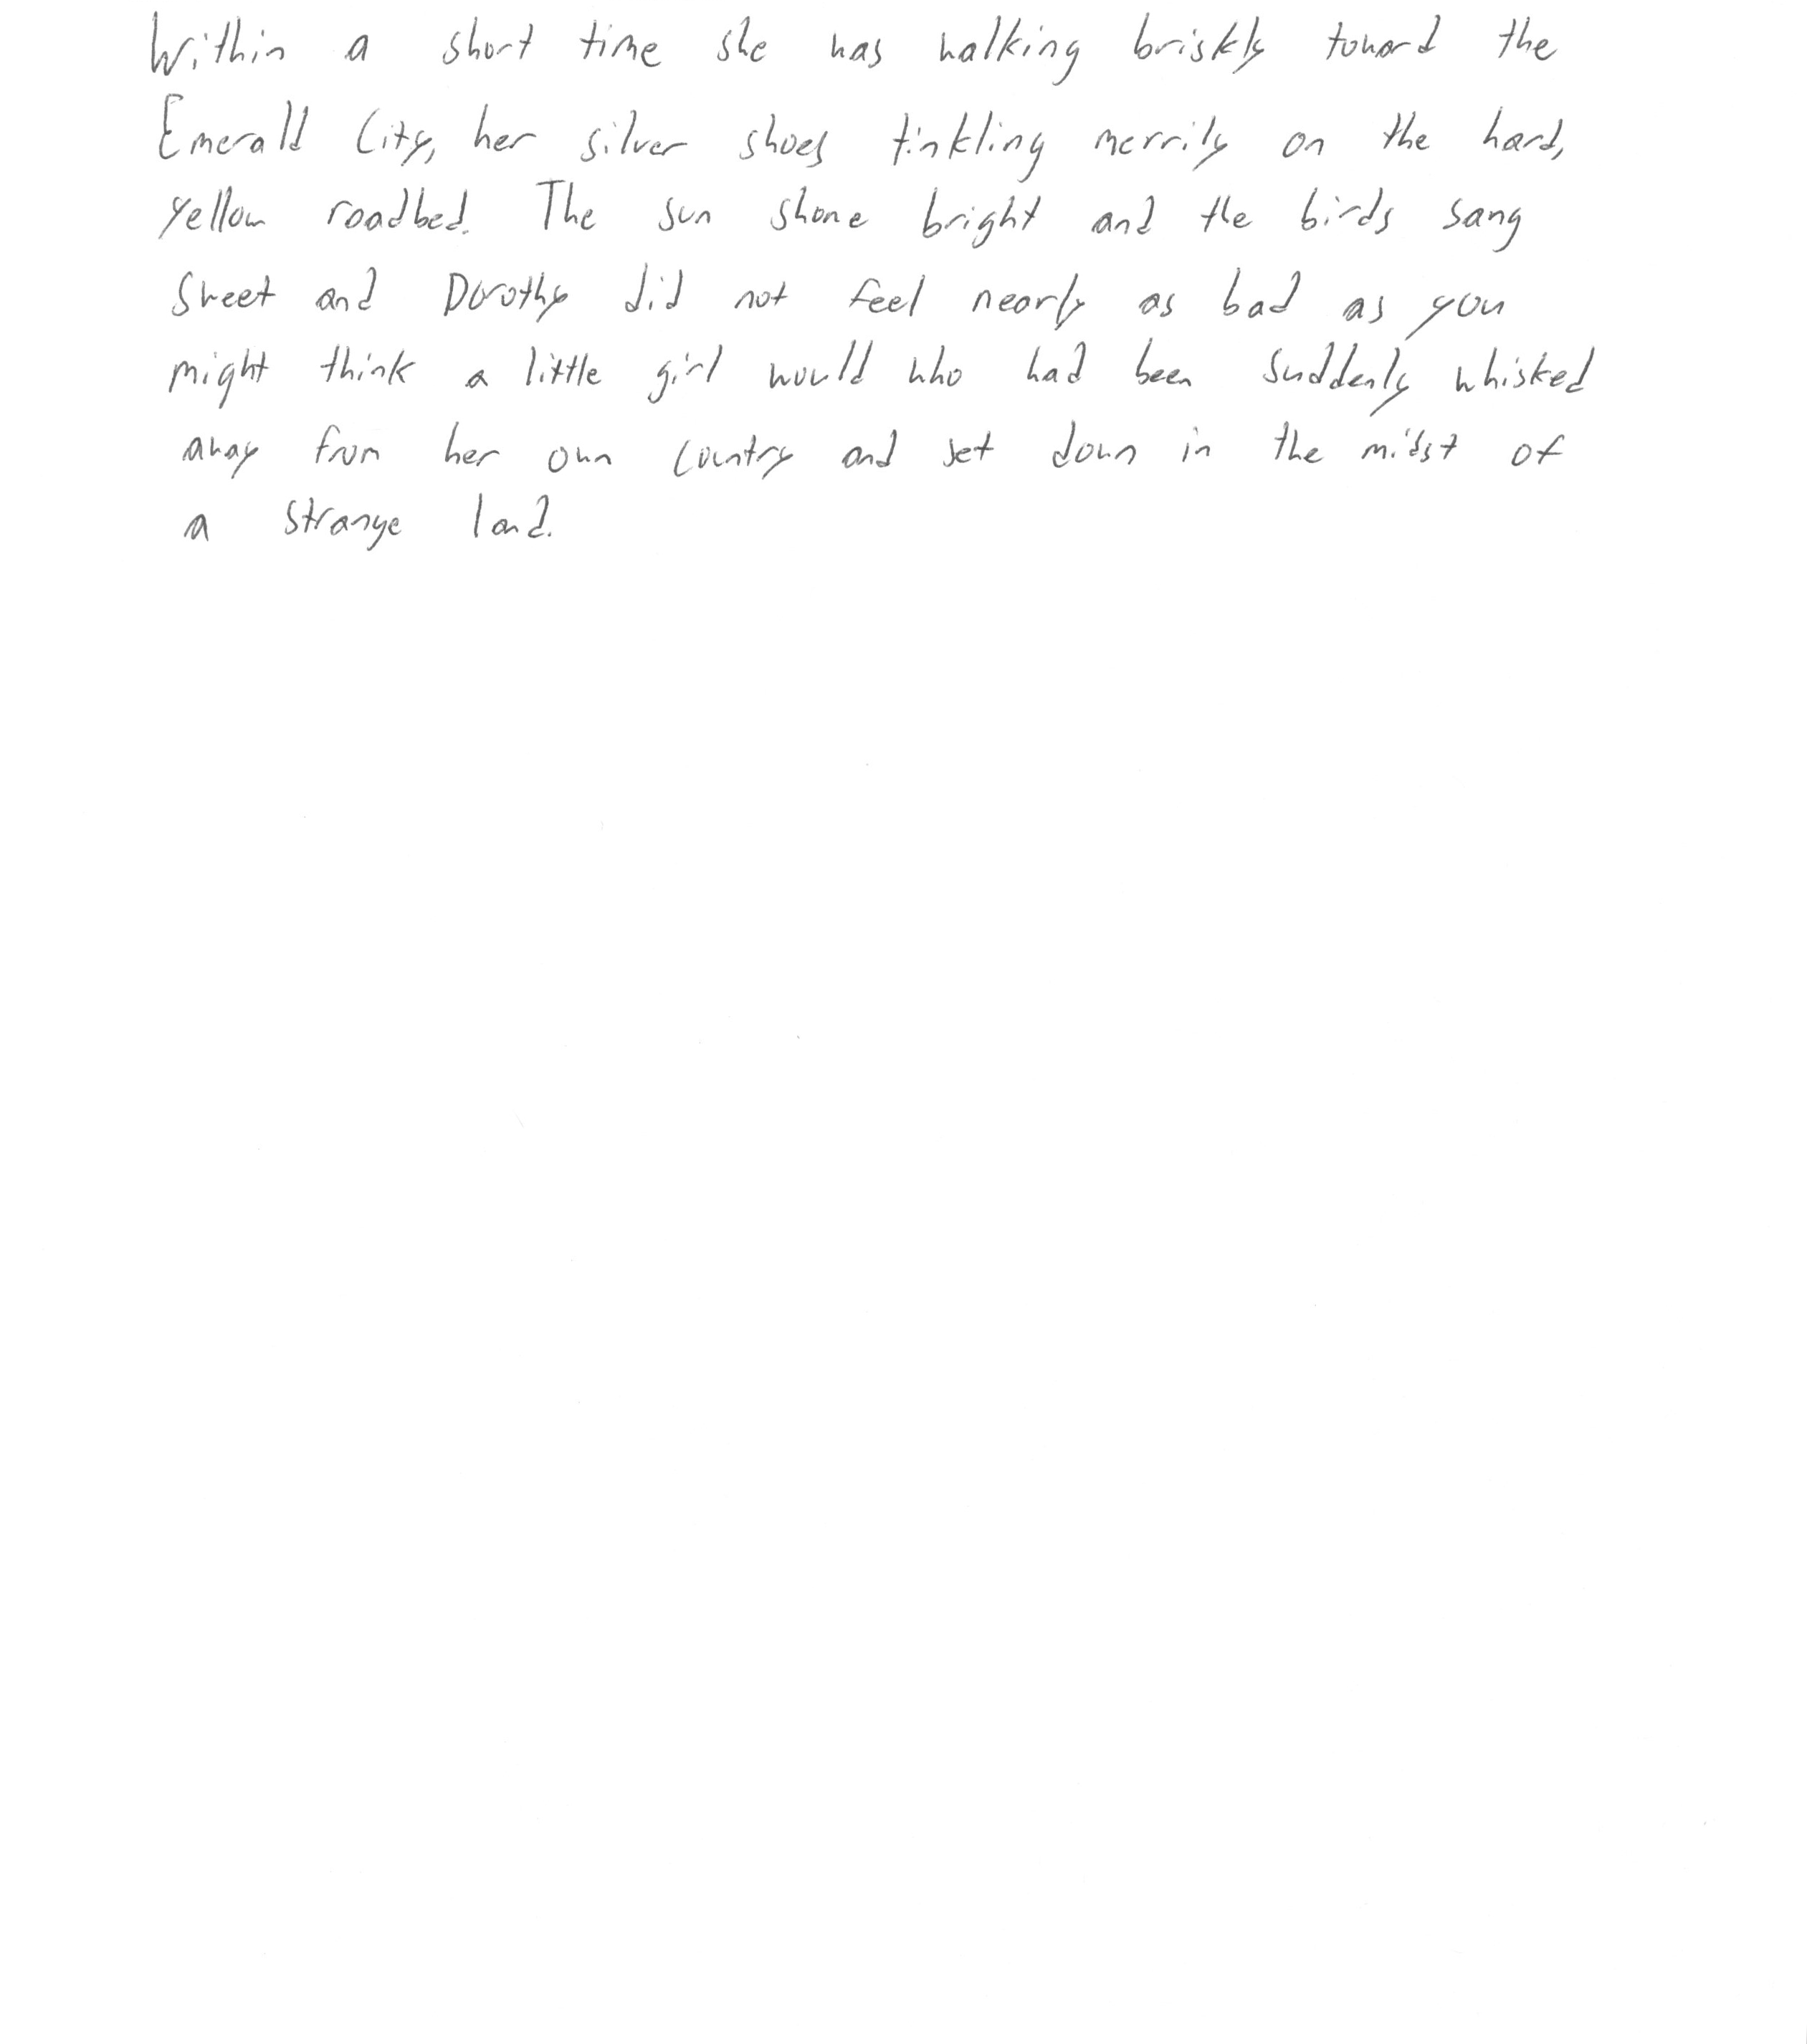 Within a short time she was walking briskly toward the
Emerald City, her silver shoes tinkling merrily on the hard,
yellow roadbed. The sun shone bright and the birds sang
sweet and Dorothy did not feel nearly as bad as you
might think a little girl would who had been suddenly whisked
away from her own country and set down in the midst of
a strange land.